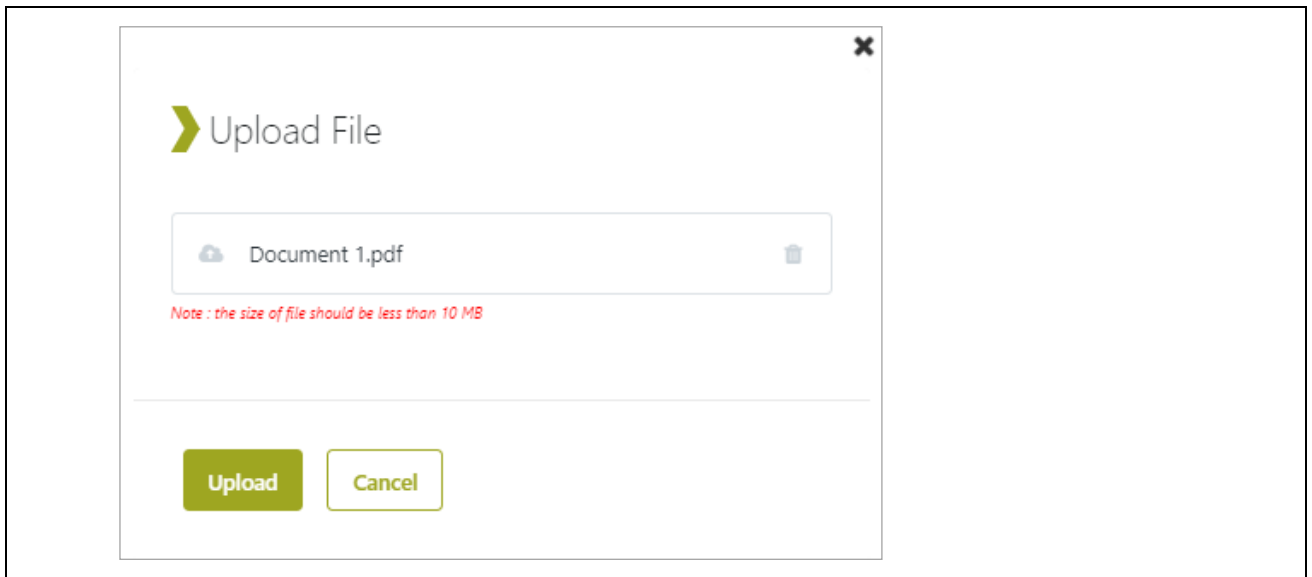 Upload File
Document 1.pdf
Note : the size of file should be less than 10 MB
Upload
Cancel